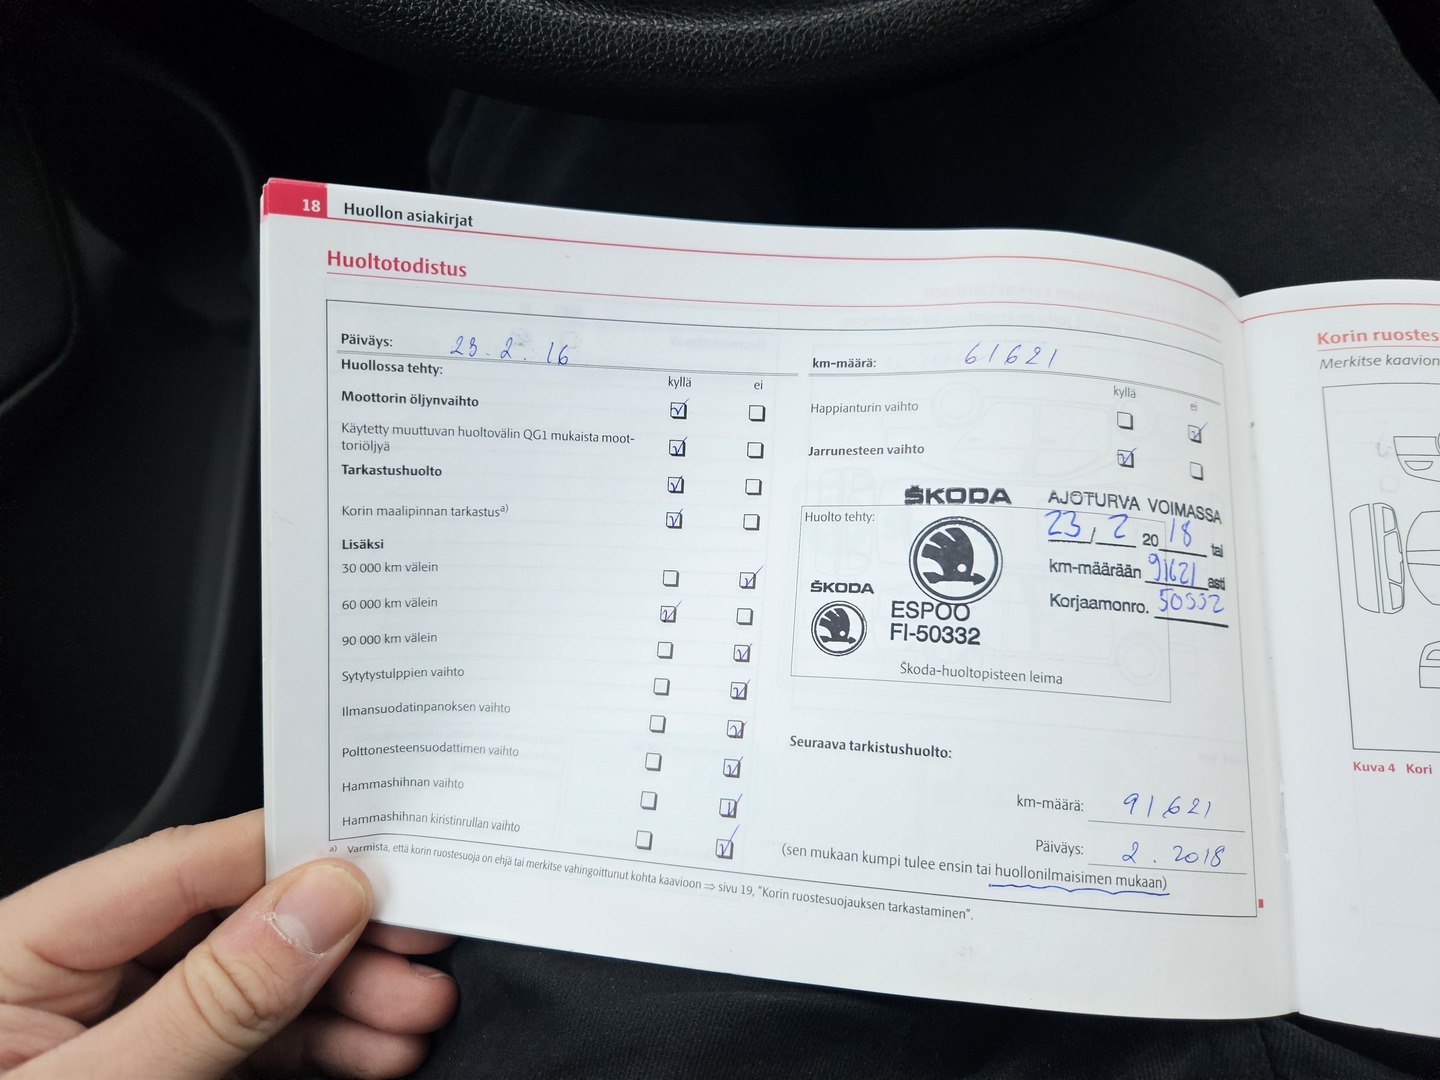 18 Huollon asiakirjat
Huoltotodistus
Päiväys: 23.2.16
Huollossa tehty:
kyllä ei
Moottorin öljynvaihto
Käytetty muuttuvan huoltovälin QG1 mukaista moot-
toriöljyä
Tarkastushuolto
Korin maalipinnan tarkastusa)
Lisäksi
30 000 km välein
60 000 km välein
90 000 km välein
Sytytystulppien vaihto
Ilmansuodatinpanoksen vaihto
Polttonesteensuodattimen vaihto
Hammashihnan vaihto
Hammashihnan kiristinrullan vaihto
km-määrä: 61621
kyllä ei
Happianturin vaihto
Jarrunesteen vaihto
Huolto tehty:
ŠKODA
ŠKODA
ESPOO
FI-50332
Škoda-huoltopisteen leima
AJOTURVA VOIMASSA
23/2 2018 tai
km-määrään 91621 asti
Korjaamonro. 50332
Seuraava tarkistushuolto:
km-määrä: 91621
Päiväys: 2.2018
(sen mukaan kumpi tulee ensin tai huollonilmaisimen mukaan)
a) Varmista, että korin ruostesuoja on ehjä tai merkitse vahingoittunut kohta kaavioon ⇒ sivu 19, "Korin ruostesuojauksen tarkastaminen".
Korin ruostes
Merkitse kaavion
Kuva 4 Kori